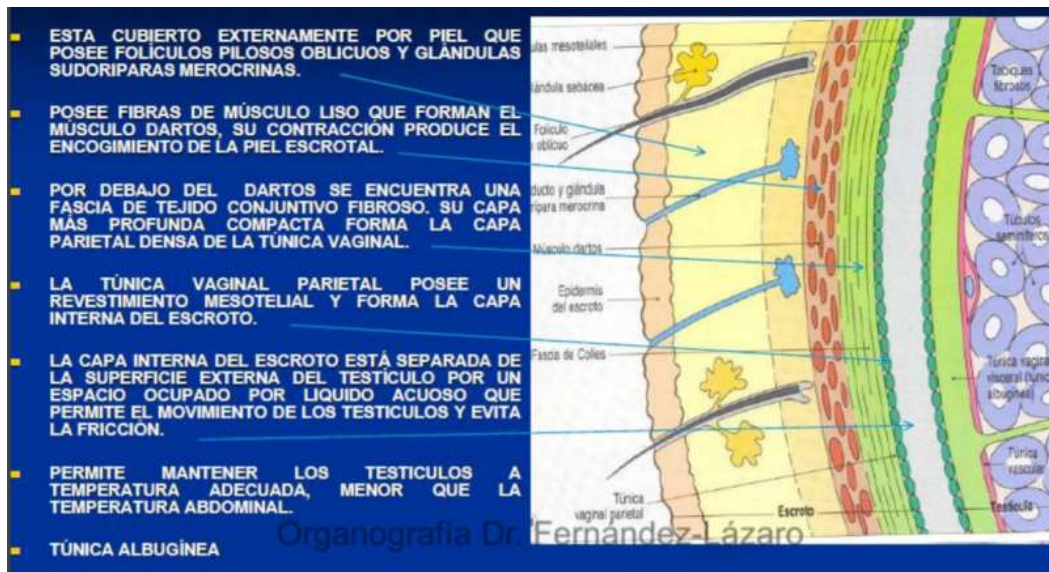 ESTA CUBIERTO EXTERNAMENTE POR PIEL QUE
POSEE FOLÍCULOS PILOSOS OBLICUOS Y GLÁNDULAS
SUDORIPARAS MEROCRINAS.
POSEE FIBRAS DE MÚSCULO LISO QUE FORMAN EL
MÚSCULO DARTOS, SU CONTRACCIÓN PRODUCE EL
ENCOGIMIENTO DE LA PIEL ESCROTAL.
POR DEBAJO DEL DARTOS SE ENCUENTRA UNA
FASCIA DE TEJIDO CONJUNTIVO FIBROSO. SU CAPA
MÁS PROFUNDA COMPACTA FORMA LA CAPA
PARIETAL DENSA DE LA TÚNICA VAGINAL.
LA TÚNICA VAGINAL PARIETAL POSEE UN
REVESTIMIENTO MESOTELIAL Y FORMA LA CAPA
INTERNA DEL ESCROTO.
LA CAPA INTERNA DEL ESCROTO ESTÁ SEPARADA DE
LA SUPERFICIE EXTERNA DEL TESTÍCULO POR UN
ESPACIO OCUPADO POR LIQUIDO ACUOSO QUE
PERMITE EL MOVIMIENTO DE LOS TESTICULOS Y EVITA
LA FRICCIÓN.
PERMITE MANTENER LOS TESTICULOS A
TEMPERATURA ADECUADA, MENOR QUE LA
TEMPERATURA ABDOMINAL.
TÚNICA ALBUGÍNEA
ulas mesoteliales
lándula sebácea
Folículo
oblicuo
ducto y glándula
rípara merocrina
Músculo dartos
Epidermis
del escroto
Fascia de Colles
Túnica
vaginal parietal
Escroto
Tabiques
fibrosos
Túbulos
seminíferos
Túnica vagina
visceral (túnic
albugínea)
Túnica
vascular
Testículo
Organografía Dr. Fernández-Lázaro